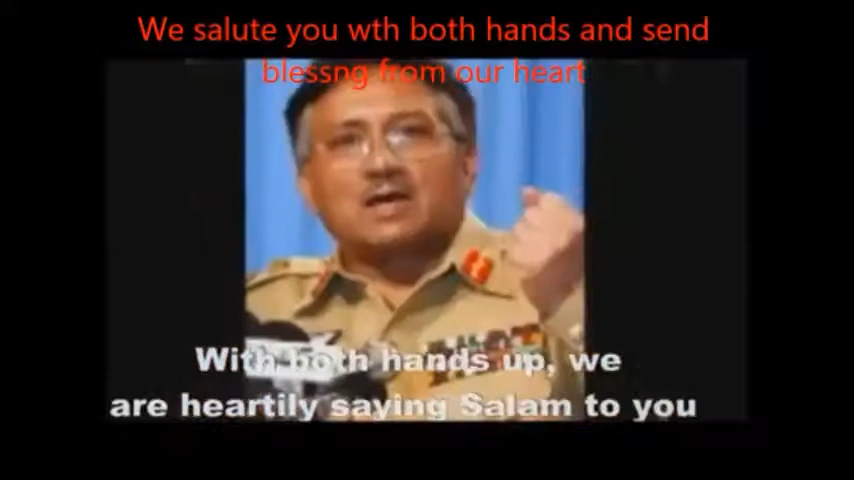 We salute you wth both hands and send
blessng from our heart
With both hands up, we
are heartily saying Salam to you